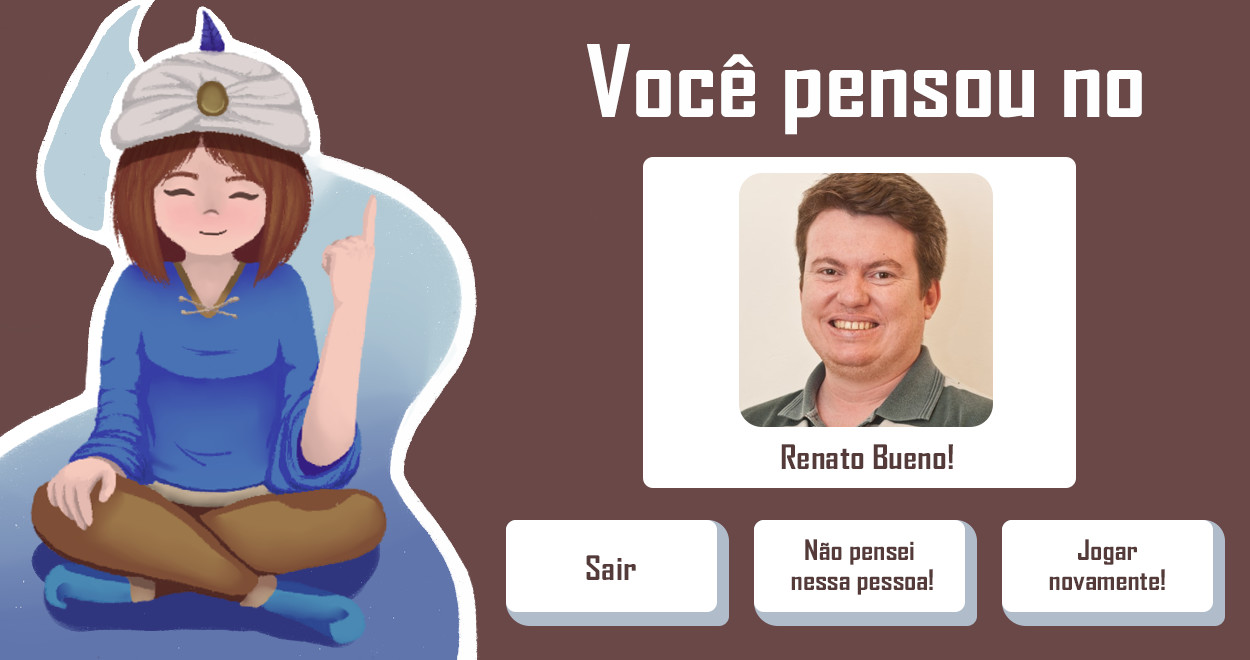 Você pensou no
Renato Bueno!
Sair
Não pensei
nessa pessoa!
Jogar
novamente!